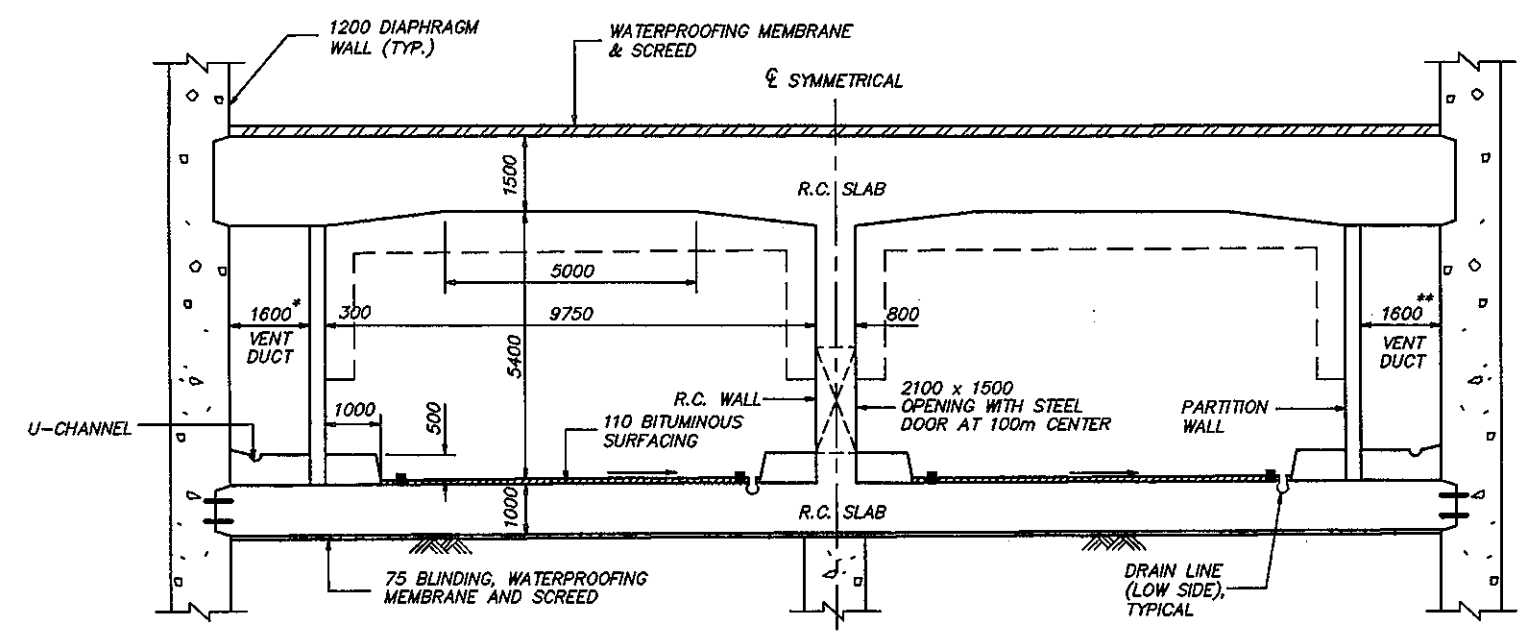 1200 DIAPHRAGM
WALL (TYP.)
WATERPROOFING MEMBRANE
& SCREED
℄ SYMMETRICAL
1500
R.C. SLAB
5000
1600*
VENT
DUCT
300
9750
800
1600**
VENT
DUCT
5400
R.C. WALL
2100 x 1500
OPENING WITH STEEL
DOOR AT 100m CENTER
PARTITION
WALL
1000
500
110 BITUMINOUS
SURFACING
U-CHANNEL
1000
R.C. SLAB
75 BLINDING, WATERPROOFING
MEMBRANE AND SCREED
DRAIN LINE
(LOW SIDE),
TYPICAL